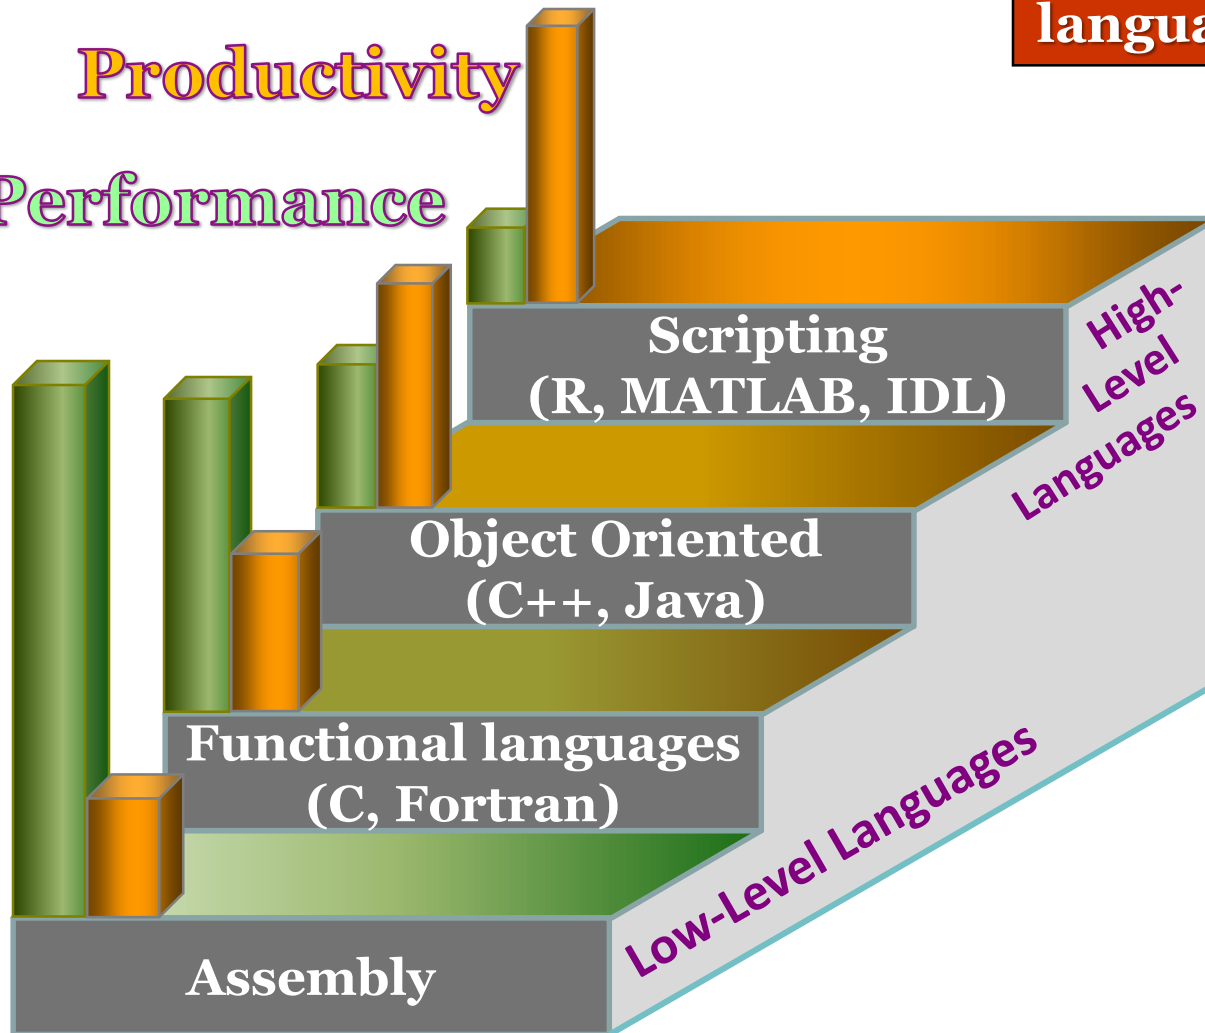 Productivity
Performance
Scripting
(R, MATLAB, IDL)
High-
Level
Languages
Object Oriented
(C++, Java)
Functional languages
(C, Fortran)
Low-Level Languages
Assembly